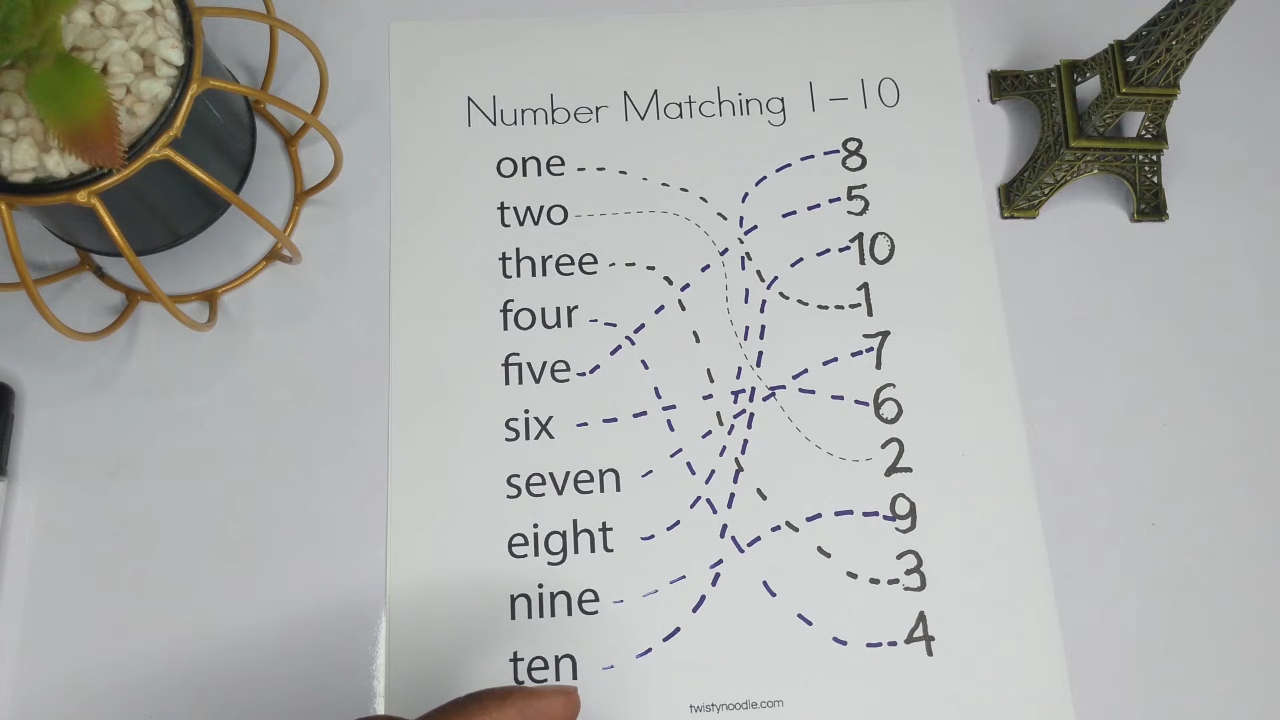 Number Matching 1-10
one 8
two 5
three 10
four 1
five 7
six 6
seven 2
eight 9
nine 3
ten 4
twistynoodle.com